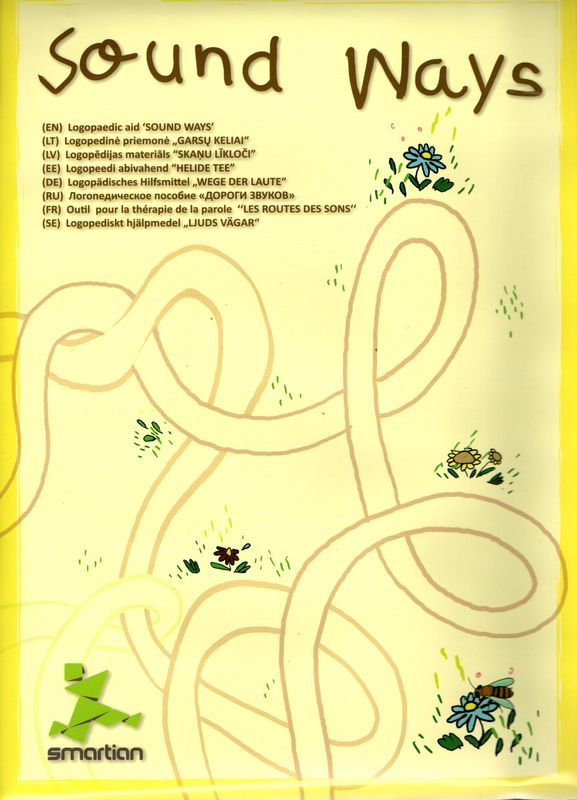 Sound Ways
(EN) Logopaedic aid ‘SOUND WAYS’
(LT) Logopedinė priemonė „GARSŲ KELIAI“
(LV) Logopēdijas materiāls “SKAŅU LĪKLOČI”
(EE) Logopeedi abivahend “HELIDE TEE”
(DE) Logopädisches Hilfsmittel „WEGE DER LAUTE“
(RU) Логопедическое пособие «ДОРОГИ ЗВУКОВ»
(FR) Outil pour la thérapie de la parole ‘‘LES ROUTES DES SONS‘‘
(SE) Logopediskt hjälpmedel „LJUDS VÄGAR“
smartian